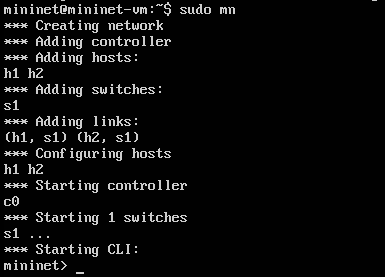 mininet@mininet-vm:~$ sudo mn
*** Creating network
*** Adding controller
*** Adding hosts:
h1 h2
*** Adding switches:
s1
*** Adding links:
(h1, s1) (h2, s1)
*** Configuring hosts
h1 h2
*** Starting controller
c0
*** Starting 1 switches
s1 ...
*** Starting CLI:
mininet> _